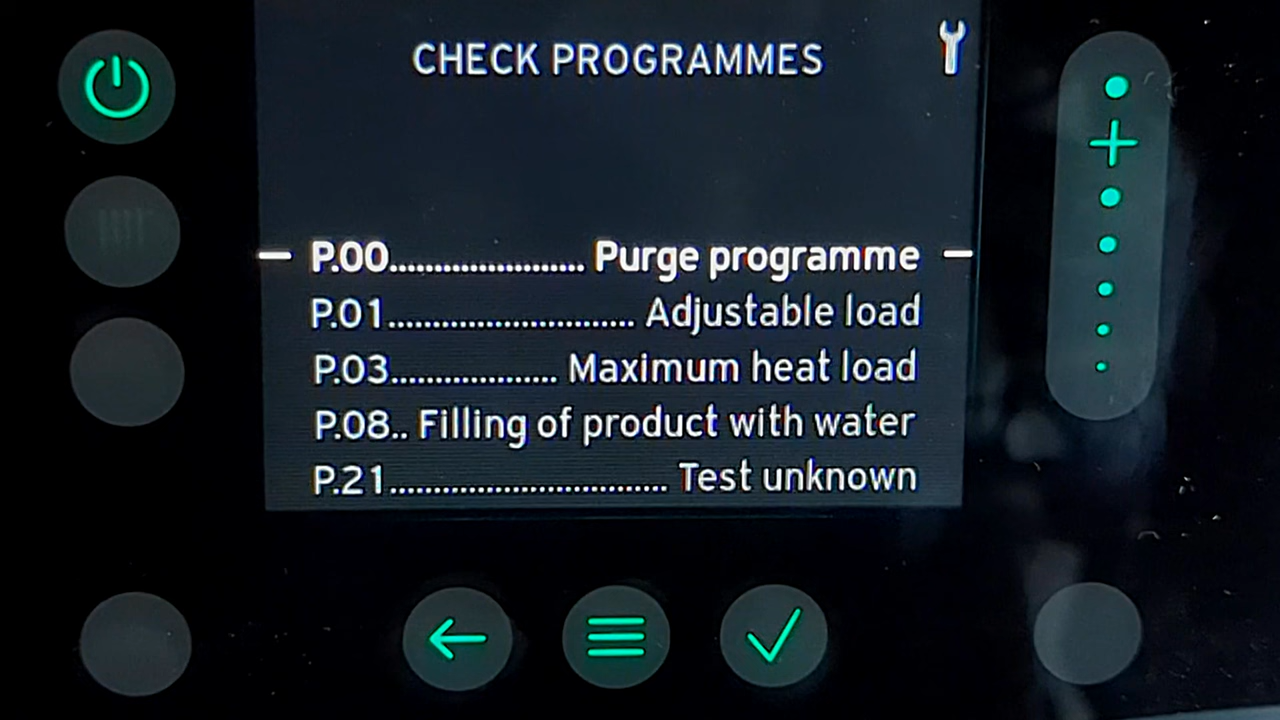 CHECK PROGRAMMES
P.00..................... Purge programme
P.01........................... Adjustable load
P.03.................. Maximum heat load
P.08.. Filling of product with water
P.21.............................. Test unknown